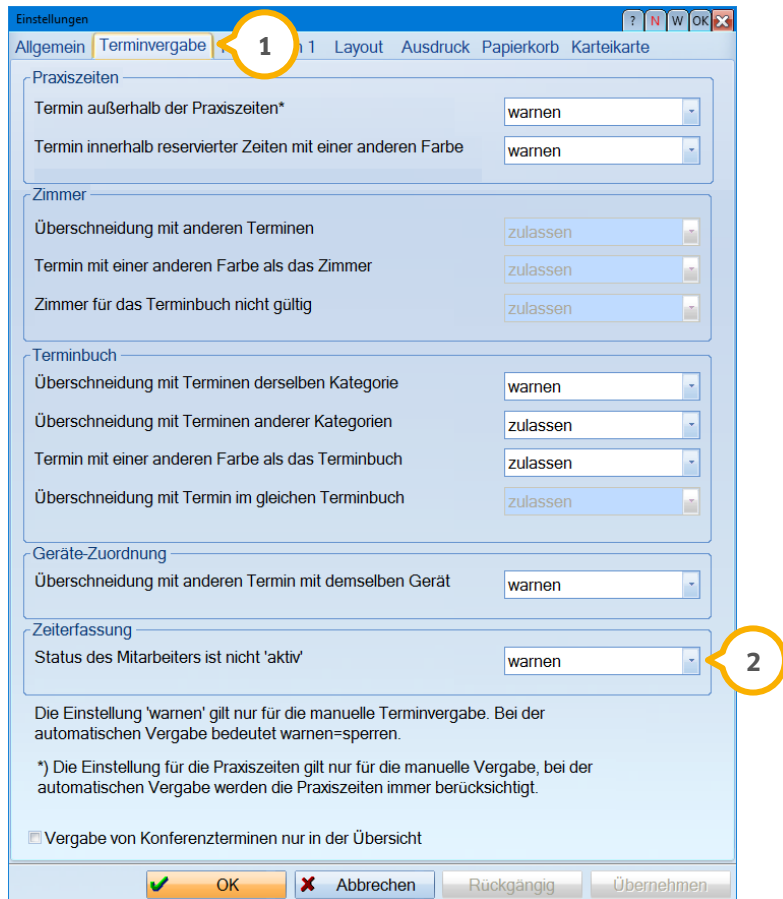 Einstellungen
? N W OK
Allgemein Terminvergabe 1 1 Layout Ausdruck Papierkorb Karteikarte
Praxiszeiten
Termin außerhalb der Praxiszeiten* warnen
Termin innerhalb reservierter Zeiten mit einer anderen Farbe warnen
Zimmer
Überschneidung mit anderen Terminen zulassen
Termin mit einer anderen Farbe als das Zimmer zulassen
Zimmer für das Terminbuch nicht gültig zulassen
Terminbuch
Überschneidung mit Terminen derselben Kategorie warnen
Überschneidung mit Terminen anderer Kategorien zulassen
Termin mit einer anderen Farbe als das Terminbuch zulassen
Überschneidung mit Termin im gleichen Terminbuch zulassen
Geräte-Zuordnung
Überschneidung mit anderen Termin mit demselben Gerät warnen
Zeiterfassung
Status des Mitarbeiters ist nicht 'aktiv' warnen 2
Die Einstellung 'warnen' gilt nur für die manuelle Terminvergabe. Bei der
automatischen Vergabe bedeutet warnen=sperren.
*) Die Einstellung für die Praxiszeiten gilt nur für die manuelle Vergabe, bei der
automatischen Vergabe werden die Praxiszeiten immer berücksichtigt.
Vergabe von Konferenzterminen nur in der Übersicht
OK Abbrechen Rückgängig Übernehmen